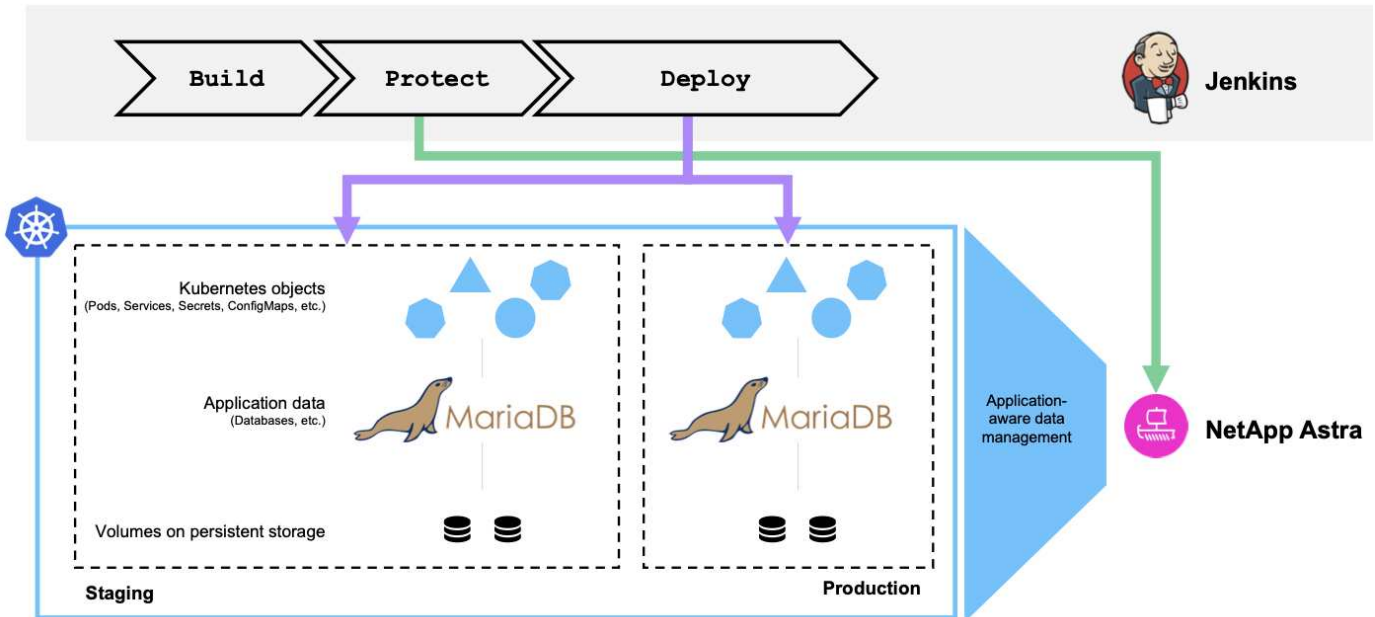 Build
Protect
Deploy
Jenkins
Kubernetes objects
(Pods, Services, Secrets, ConfigMaps, etc.)
Application data
(Databases, etc.)
MariaDB
MariaDB
Application-
aware data
management
NetApp Astra
Volumes on persistent storage
Staging
Production